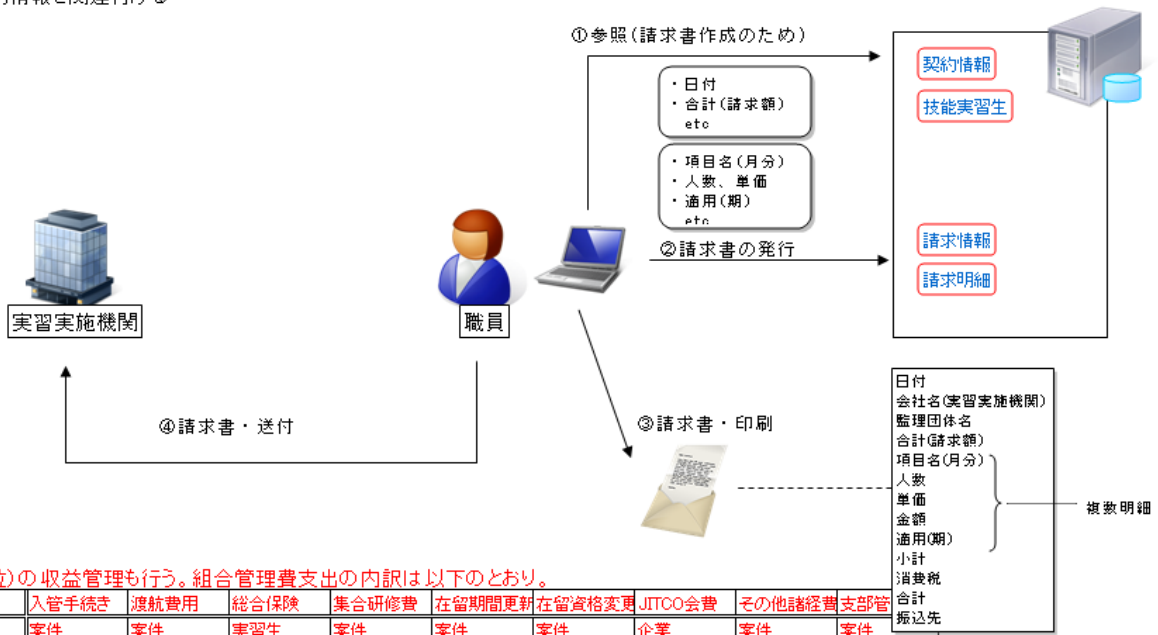 ①参照(請求書作成のため)
契約情報
技能実習生
・日付
・合計(請求額)
etc
・項目名(月分)
・人数、単価
・適用(期)
etc
②請求書の発行
請求情報
請求明細
実習実施機関
職員
④請求書・送付
③請求書・印刷
日付
会社名(実習実施機関)
監理団体名
合計(請求額)
項目名(月分)
人数
単価
金額
適用(期)
小計
消費税
合計
振込先
複数明細
)の収益管理も行う。組合管理費支出の内訳は以下のとおり。
入管手続き 渡航費用 総合保険 集合研修費 在留期間更新 在留資格変更 JITCO会費 その他諸経費 支部管
案件 案件 実習生 案件 案件 案件 企業 案件 案件